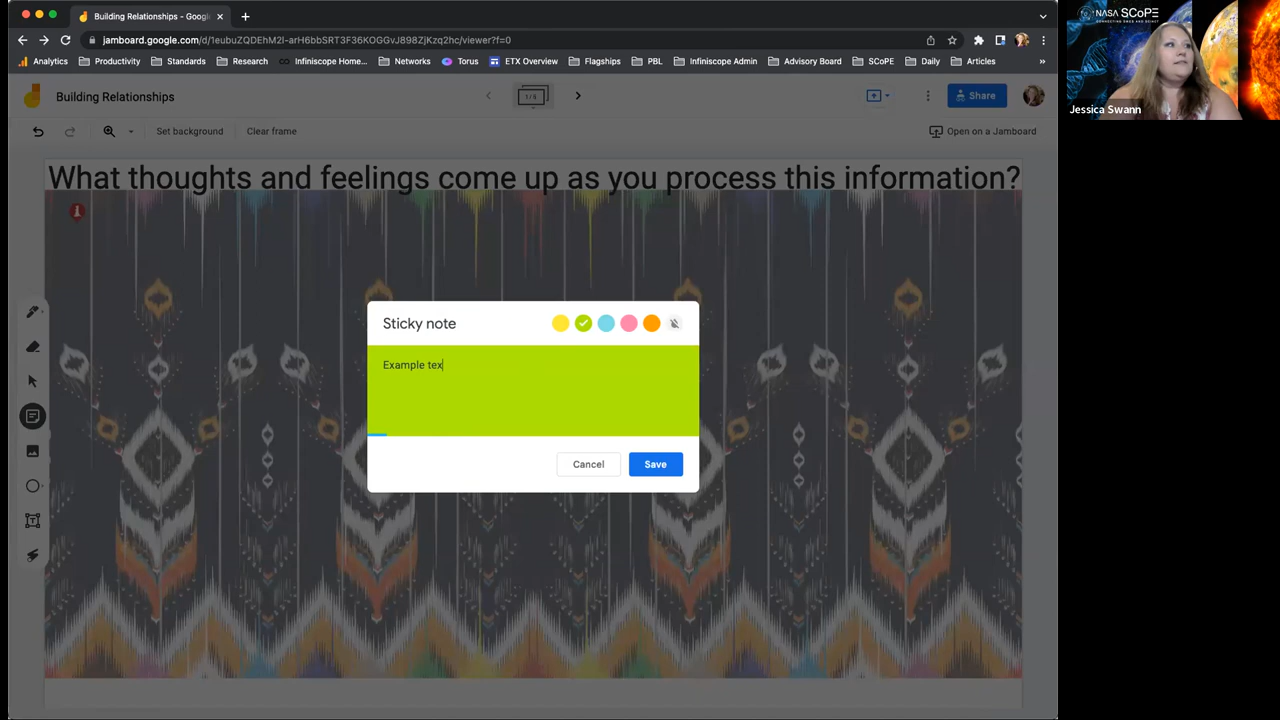 Building Relationships - Googl
jamboard.google.com/d/1eubuZQDEhM2I-arH6bbSRT3F36KOGGvJ898ZjKzq2hc/viewer?f=0
Analytics Productivity Standards Research Infiniscope Home... Networks Torus ETX Overview Flagships PBL Infiniscope Admin Advisory Board SCoPE Daily Articles »
Building Relationships
1/5
Share
Set background Clear frame
Open on a Jamboard
What thoughts and feelings come up as you process this information?
Sticky note
Example tex
Cancel Save
NASA SCoPE
Jessica Swann